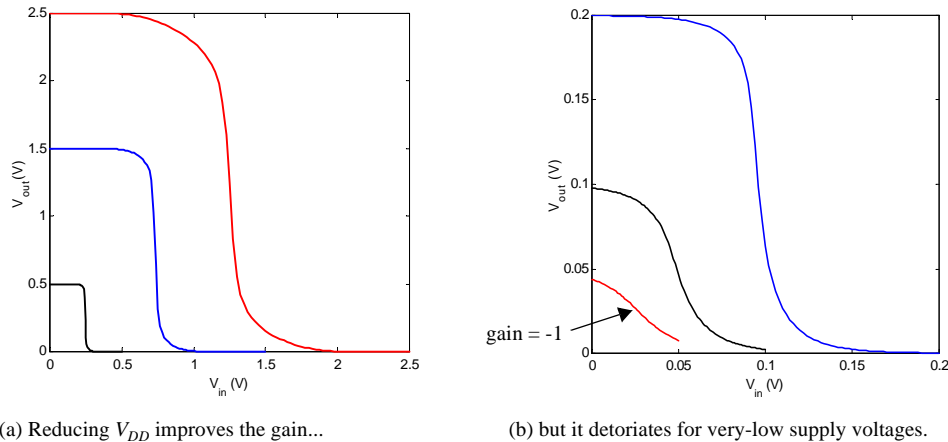 2.5
2
1.5
1
0.5
0
V_out (V)
0 0.5 1 1.5 2 2.5
V_in (V)
0.2
0.15
0.1
0.05
0
V_out (V)
gain = -1
0 0.05 0.1 0.15 0.2
V_in (V)
(a) Reducing V_DD improves the gain...
(b) but it detoriates for very-low supply voltages.